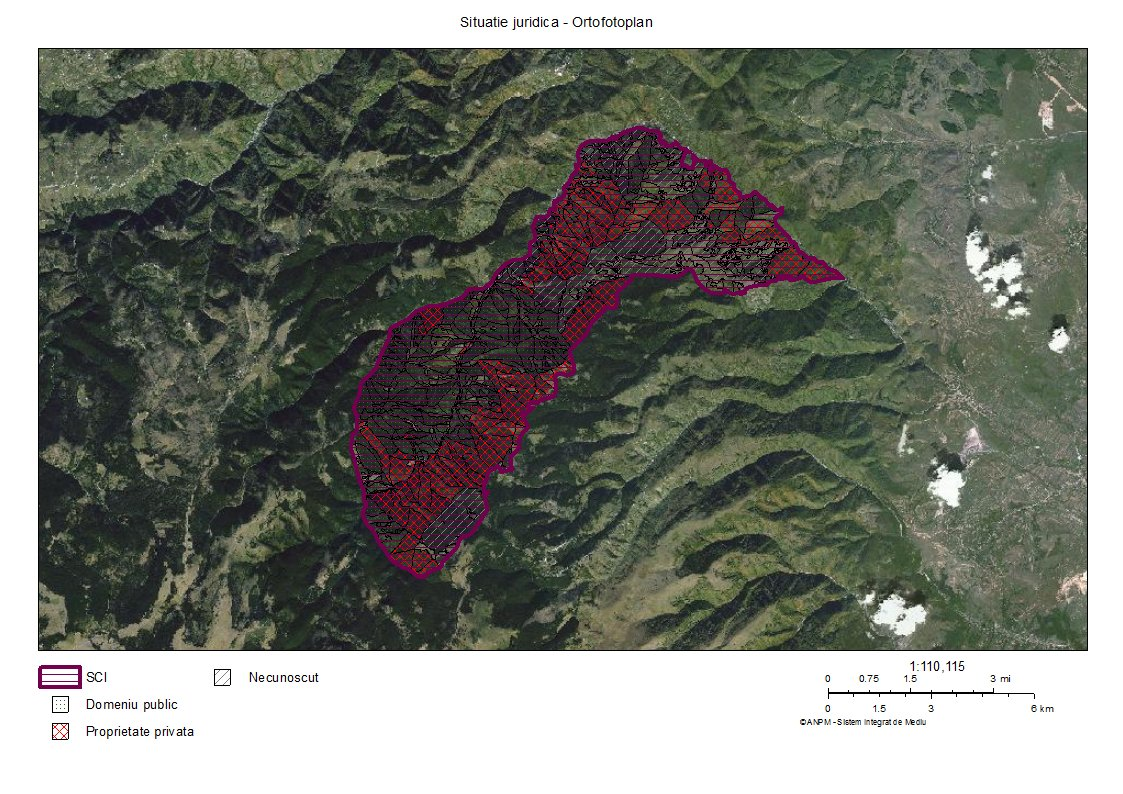 Situatie juridica - Ortofotoplan
SCI
Necunoscut
Domeniu public
Proprietate privata
1:110,115
0 0.75 1.5 3 mi
0 1.5 3 6 km
©ANPM - Sistem Integrat de Mediu